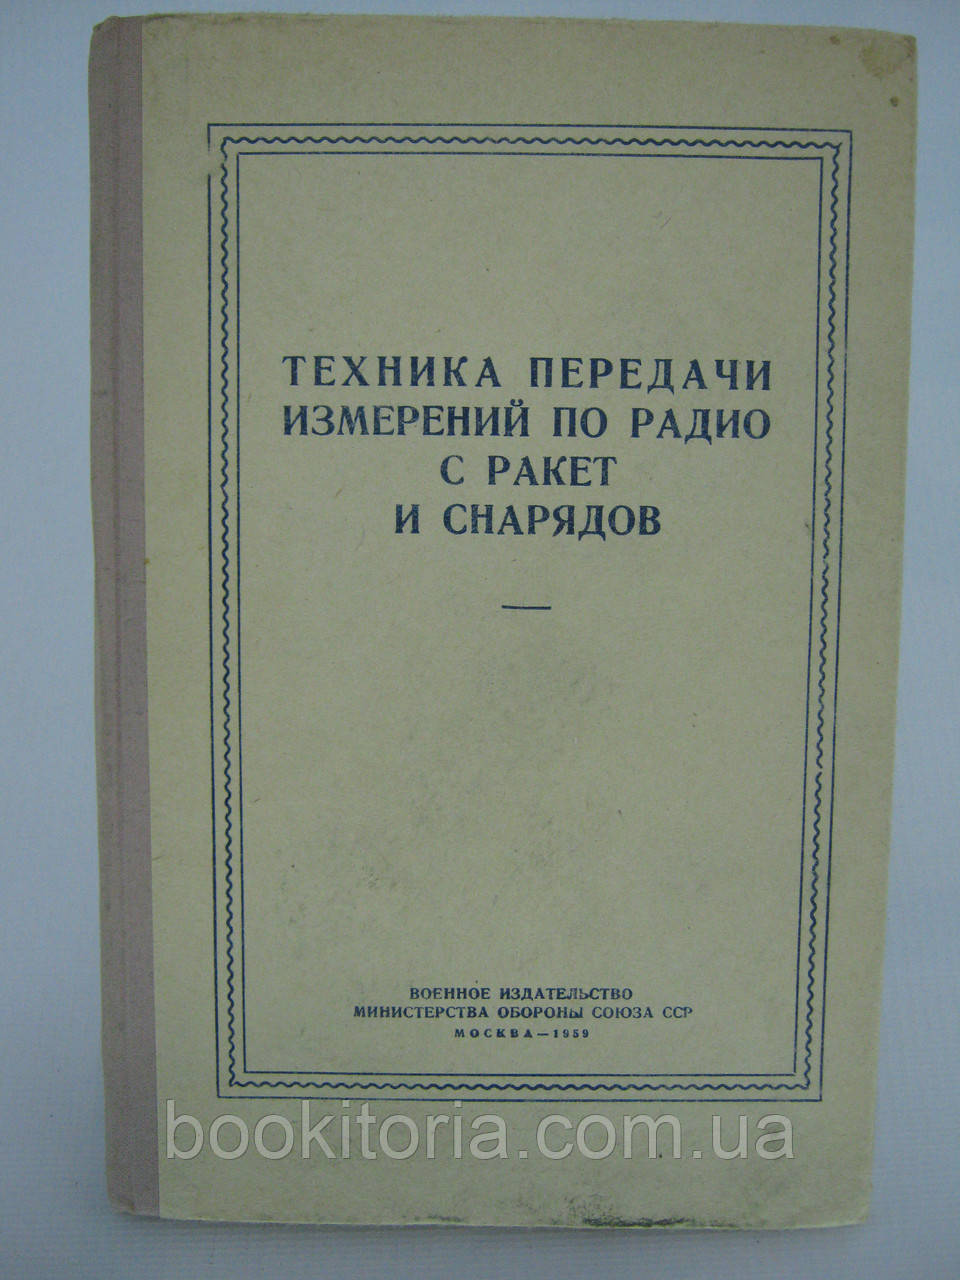 ТЕХНИКА ПЕРЕДАЧИ
ИЗМЕРЕНИЙ ПО РАДИО
С РАКЕТ
И СНАРЯДОВ
ВОЕННОЕ ИЗДАТЕЛЬСТВО
МИНИСТЕРСТВА ОБОРОНЫ СОЮЗА ССР
МОСКВА — 1959
bookitoria.com.ua